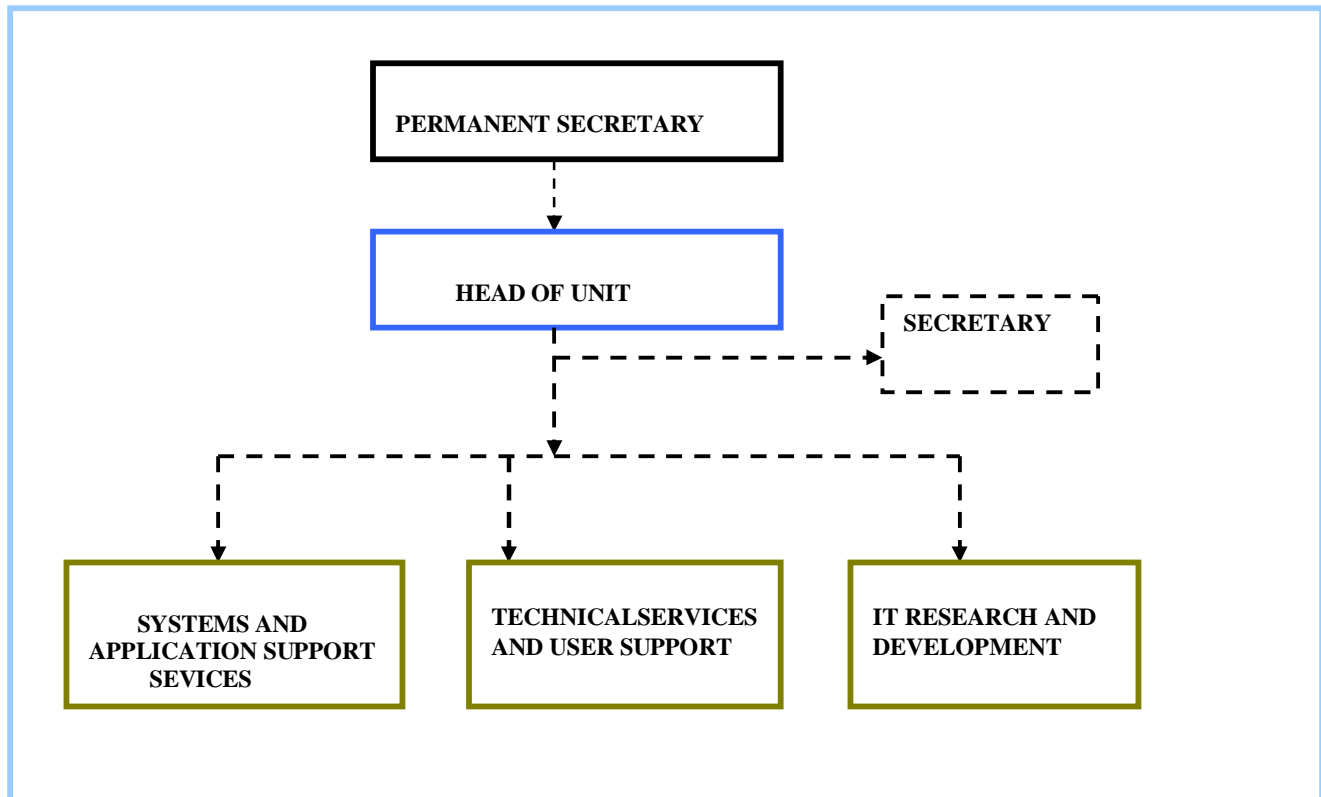 PERMANENT SECRETARY
HEAD OF UNIT
SECRETARY
SYSTEMS AND
APPLICATION SUPPORT
SEVICES
TECHNICALSERVICES
AND USER SUPPORT
IT RESEARCH AND
DEVELOPMENT